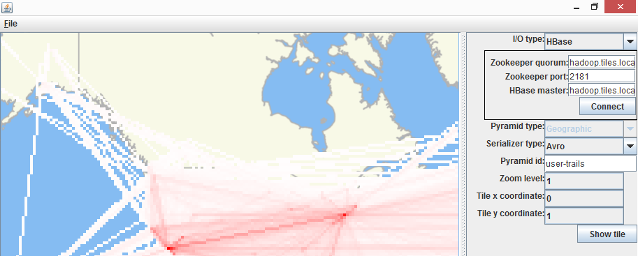 File
I/O type: HBase
Zookeeper quorum: hadoop.tiles.loca
Zookeeper port: 2181
HBase master: hadoop.tiles.loca
Connect
Pyramid type: Geographic
Serializer type: Avro
Pyramid id: user-trails
Zoom level: 1
Tile x coordinate: 0
Tile y coordinate: 1
Show tile